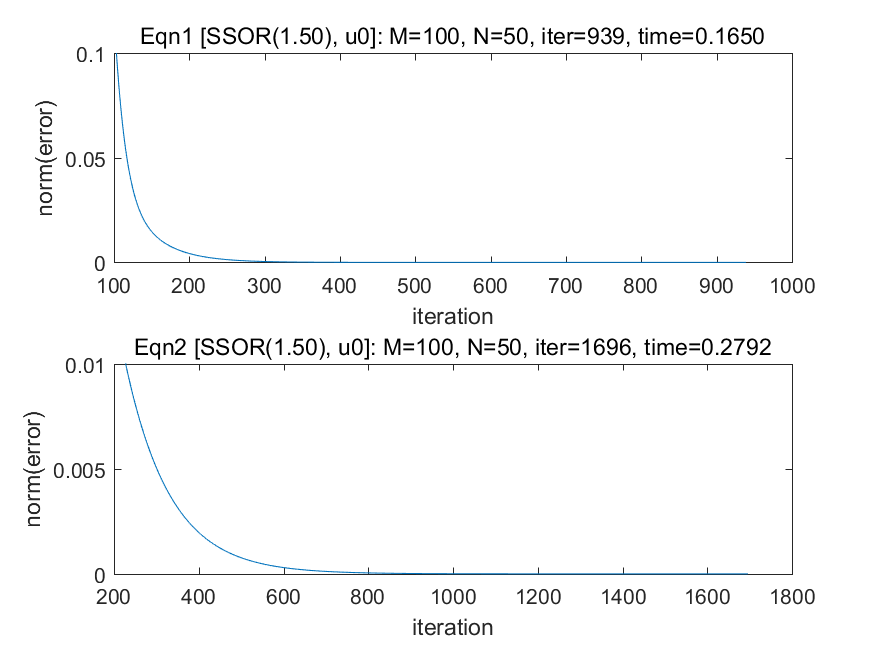 Eqn1 [SSOR(1.50), u0]: M=100, N=50, iter=939, time=0.1650
0.1
0.05
0
norm(error)
100 200 300 400 500 600 700 800 900 1000
iteration
Eqn2 [SSOR(1.50), u0]: M=100, N=50, iter=1696, time=0.2792
0.01
0.005
0
norm(error)
200 400 600 800 1000 1200 1400 1600 1800
iteration